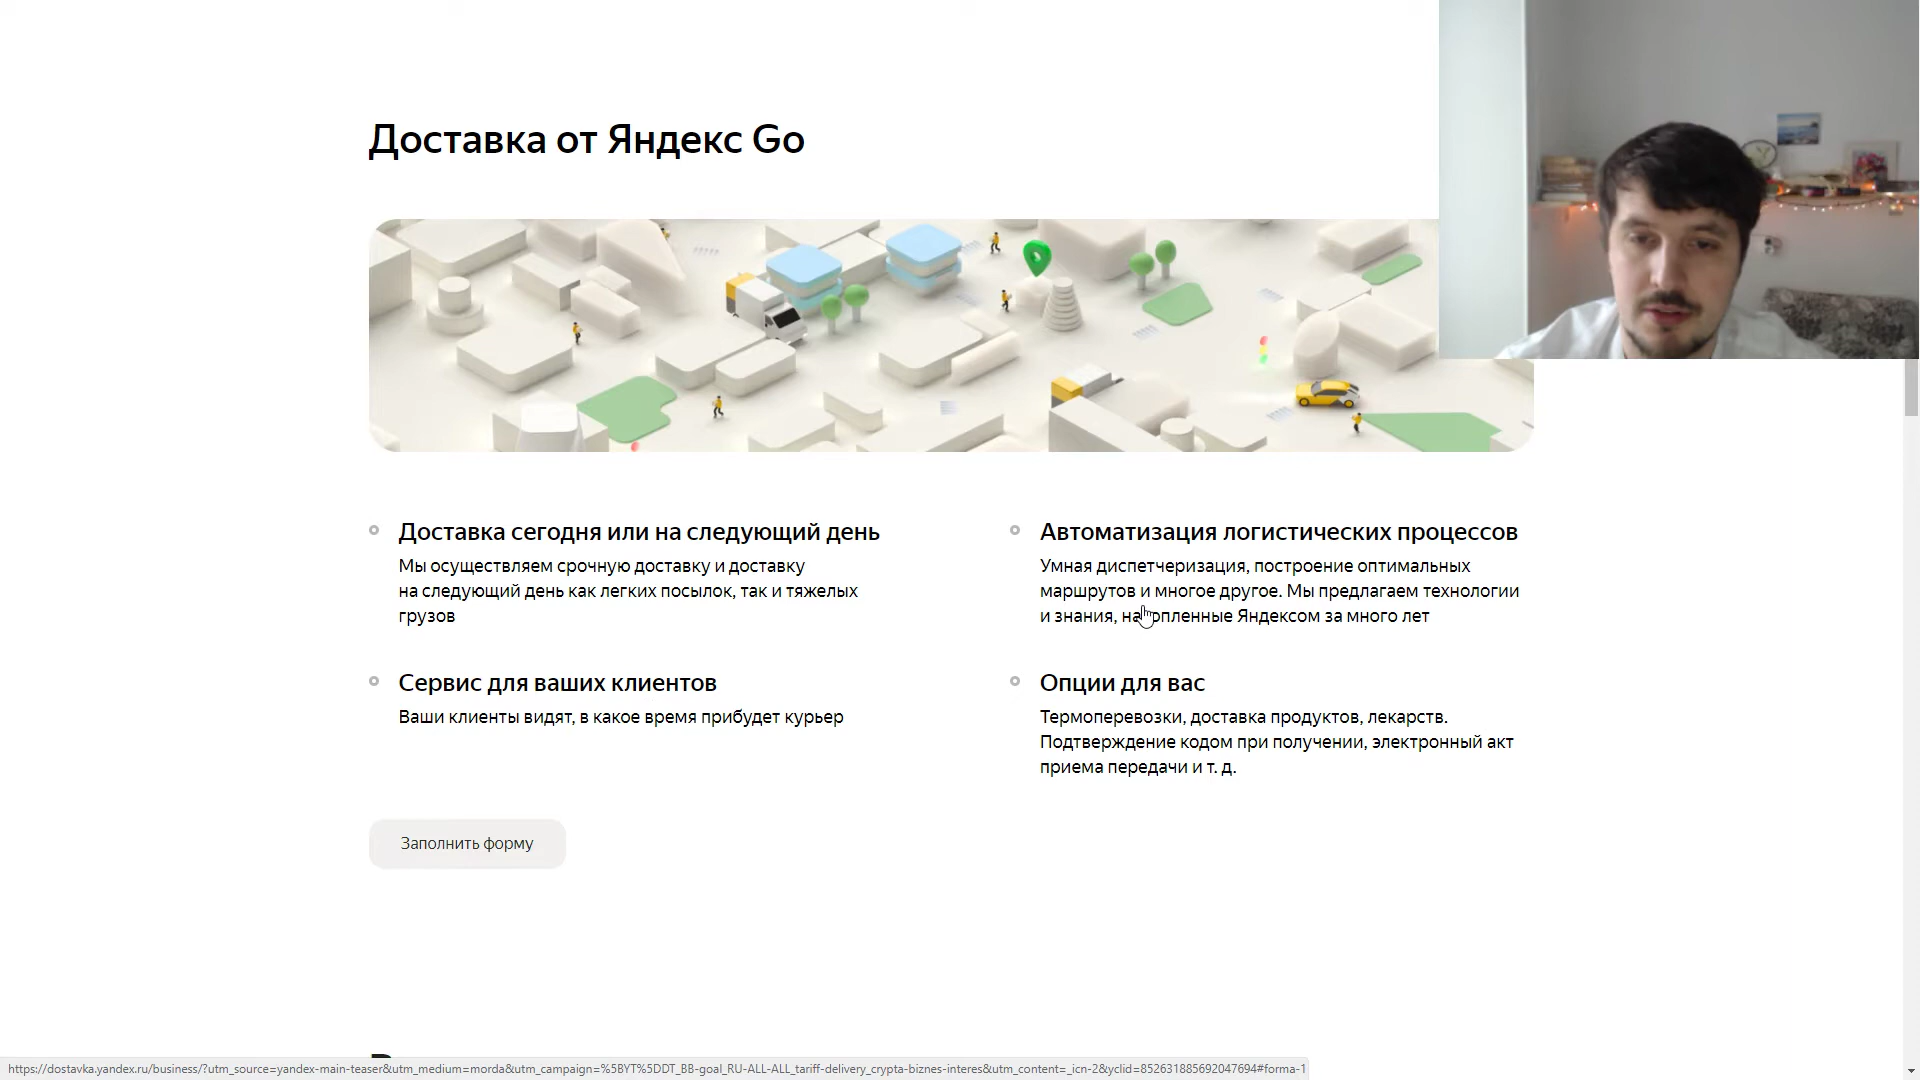 Доставка от Яндекс Go
Доставка сегодня или на следующий день
Мы осуществляем срочную доставку и доставку
на следующий день как легких посылок, так и тяжелых
грузов
Автоматизация логистических процессов
Умная диспетчеризация, построение оптимальных
маршрутов и многое другое. Мы предлагаем технологии
и знания, накопленные Яндексом за много лет
Сервис для ваших клиентов
Ваши клиенты видят, в какое время прибудет курьер
Опции для вас
Термоперевозки, доставка продуктов, лекарств.
Подтверждение кодом при получении, электронный акт
приема передачи и т. д.
Заполнить форму
https://dostavka.yandex.ru/business/?utm_source=yandex-main-teaser&utm_medium=morda&utm_campaign=%5BYT%5DDT_BB-goal_RU-ALL-ALL_tariff-delivery_crypta-biznes-interes&utm_content=_icn-2&yclid=852631885692047694#forma-1